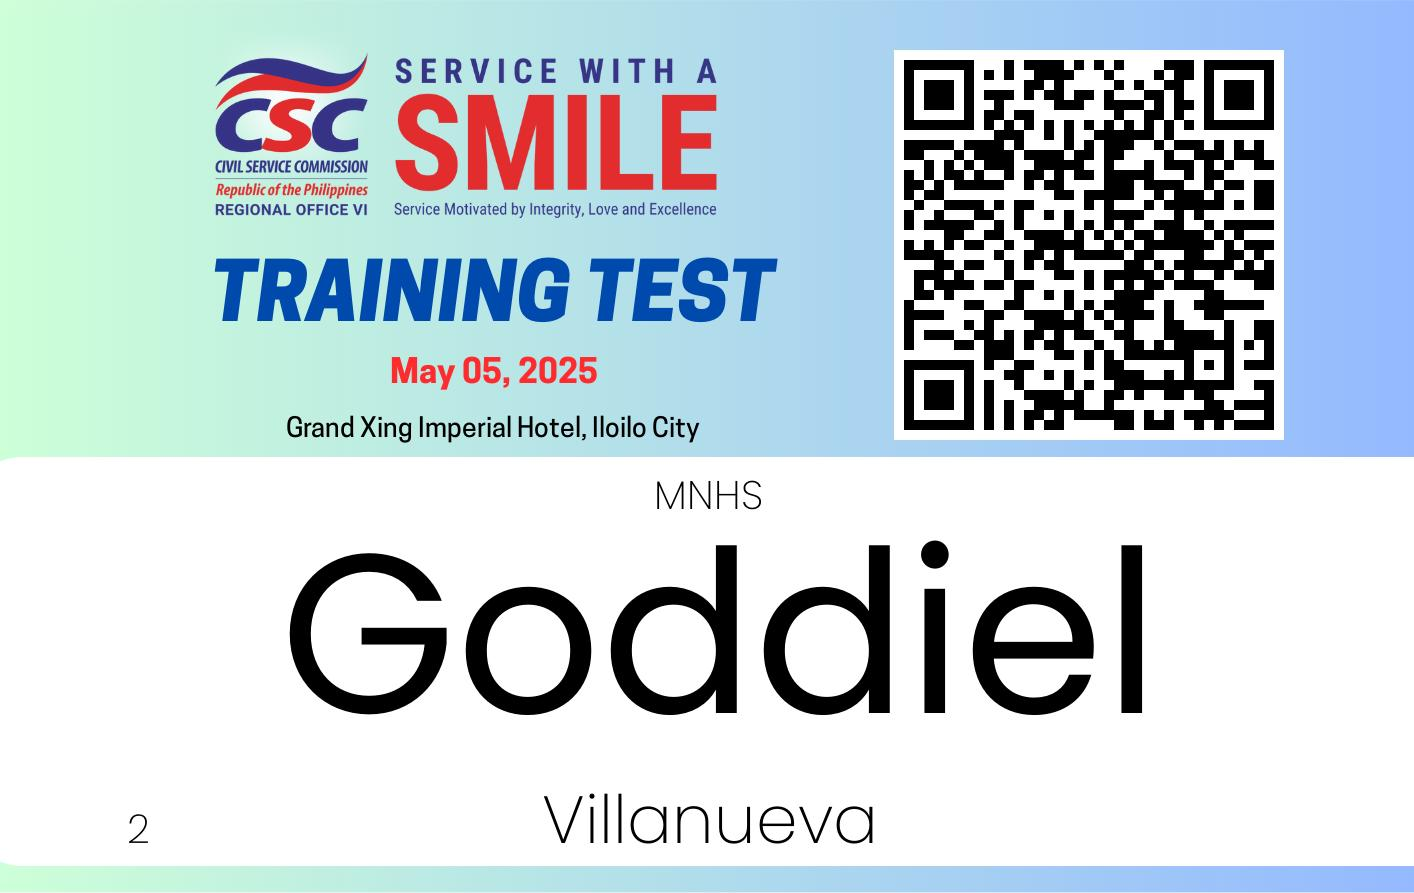 CSC
CIVIL SERVICE COMMISSION
Republic of the Philippines
REGIONAL OFFICE VI
SERVICE WITH A
SMILE
Service Motivated by Integrity, Love and Excellence
TRAINING TEST
May 05, 2025
Grand Xing Imperial Hotel, Iloilo City
MNHS
Goddiel
Villanueva
2